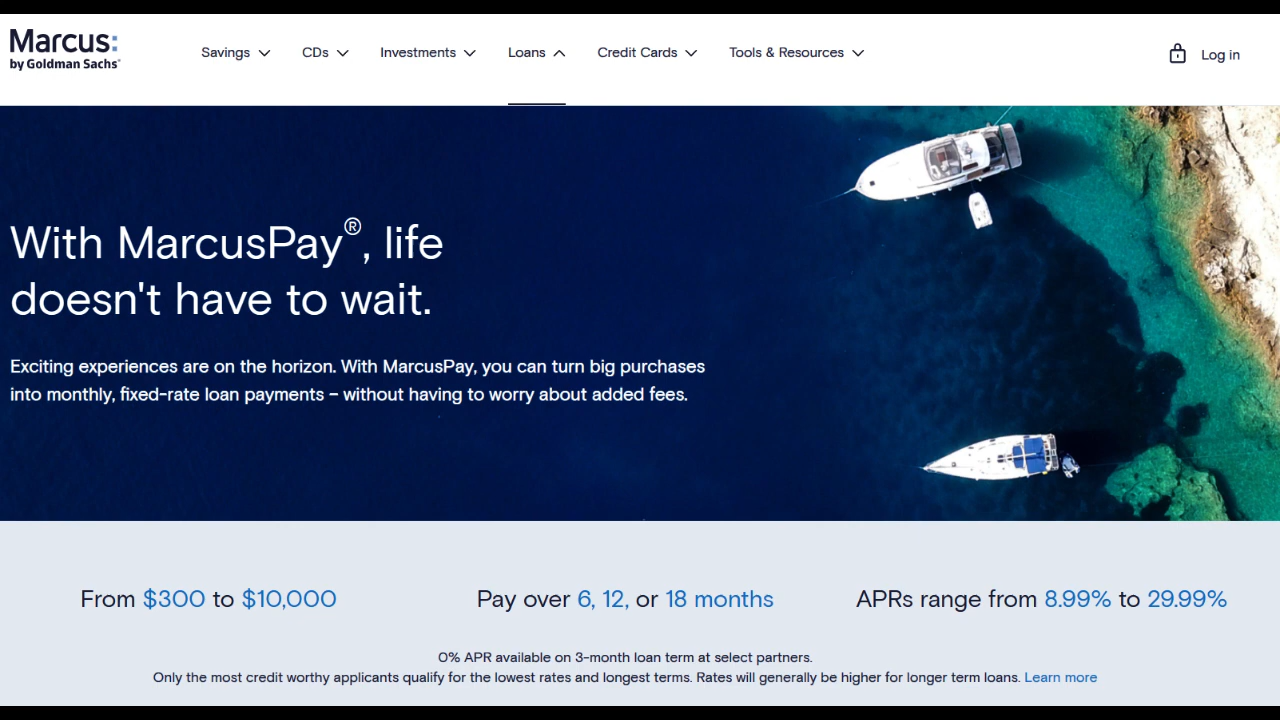 Marcus:
by Goldman Sachs®
Savings
CDs
Investments
Loans
Credit Cards
Tools & Resources
Log in
With MarcusPay®, life
doesn't have to wait.
Exciting experiences are on the horizon. With MarcusPay, you can turn big purchases
into monthly, fixed-rate loan payments – without having to worry about added fees.
From $300 to $10,000
Pay over 6, 12, or 18 months
APRs range from 8.99% to 29.99%
0% APR available on 3-month loan term at select partners.
Only the most credit worthy applicants qualify for the lowest rates and longest terms. Rates will generally be higher for longer term loans. Learn more